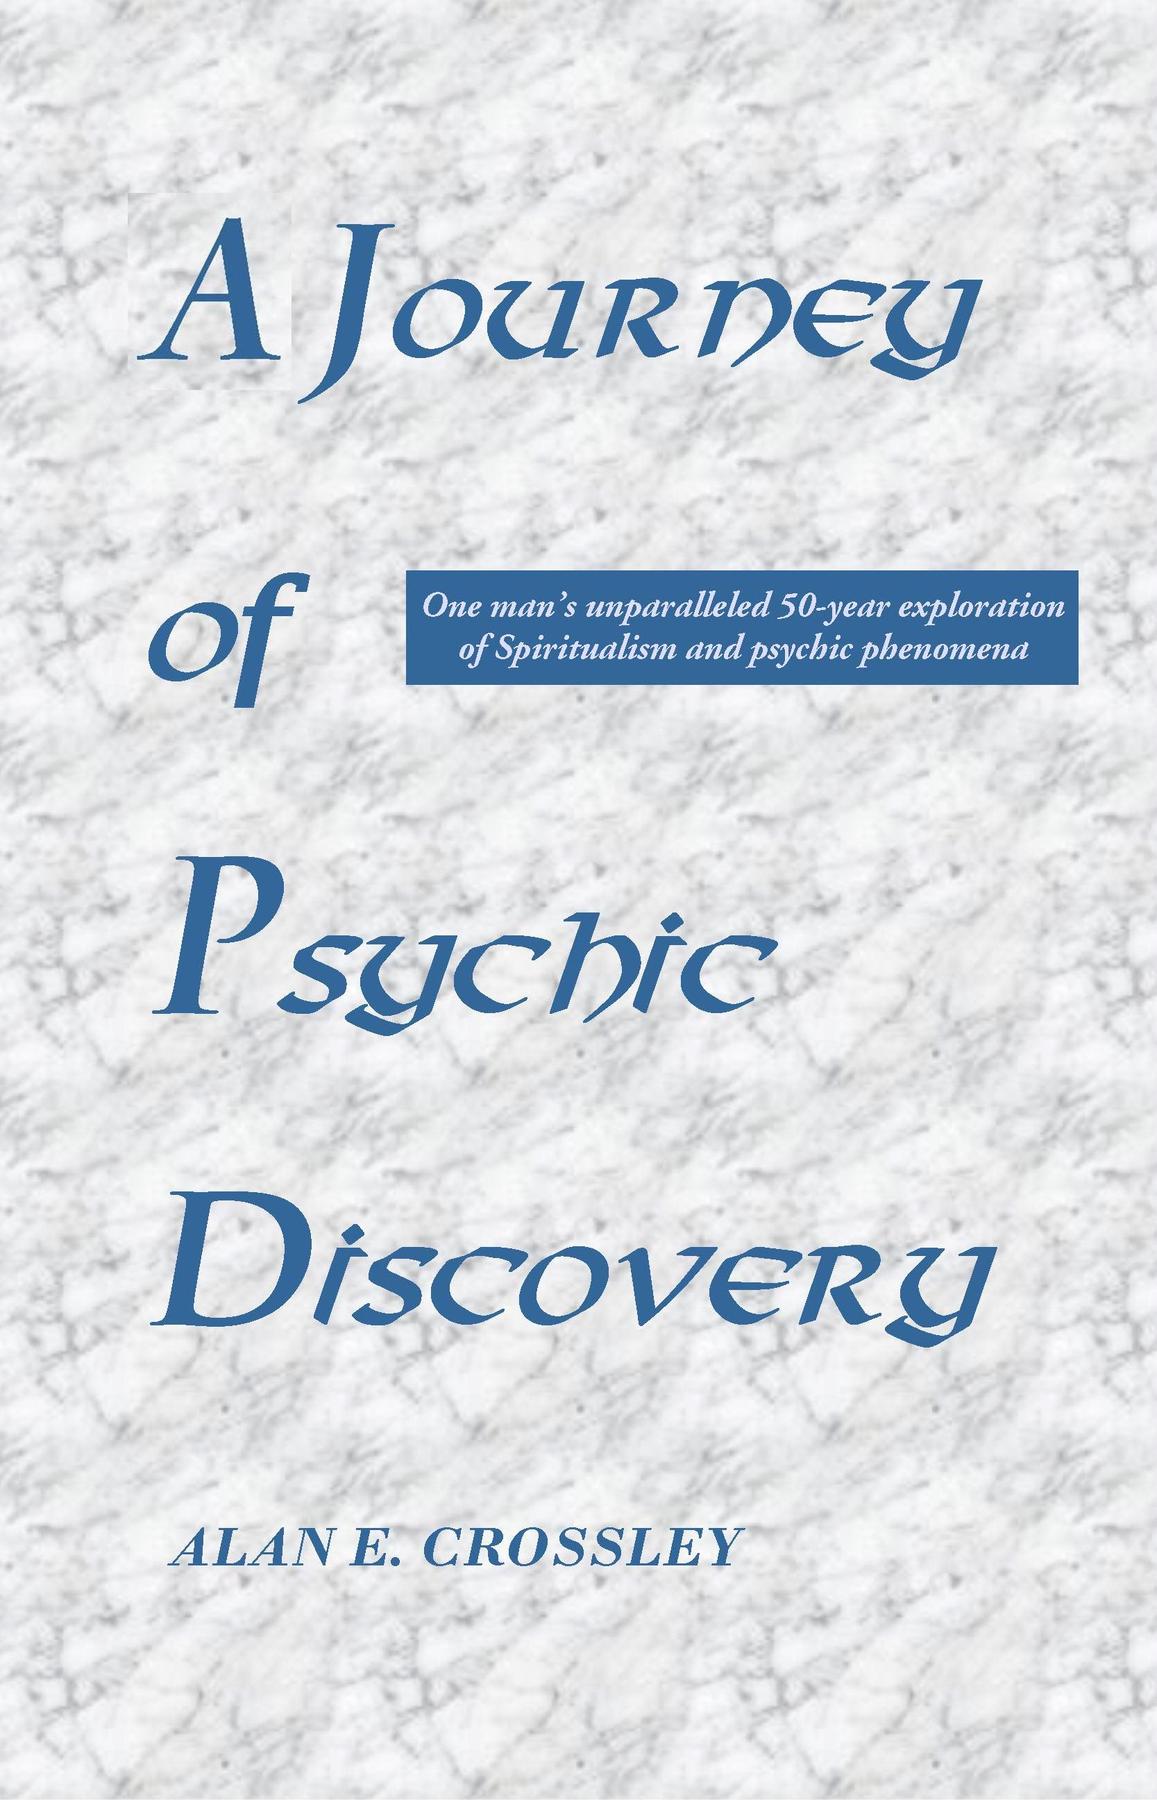 A Journey
of
One man's unparalleled 50-year exploration
of Spiritualism and psychic phenomena
Psychic
Discovery
ALAN E. CROSSLEY